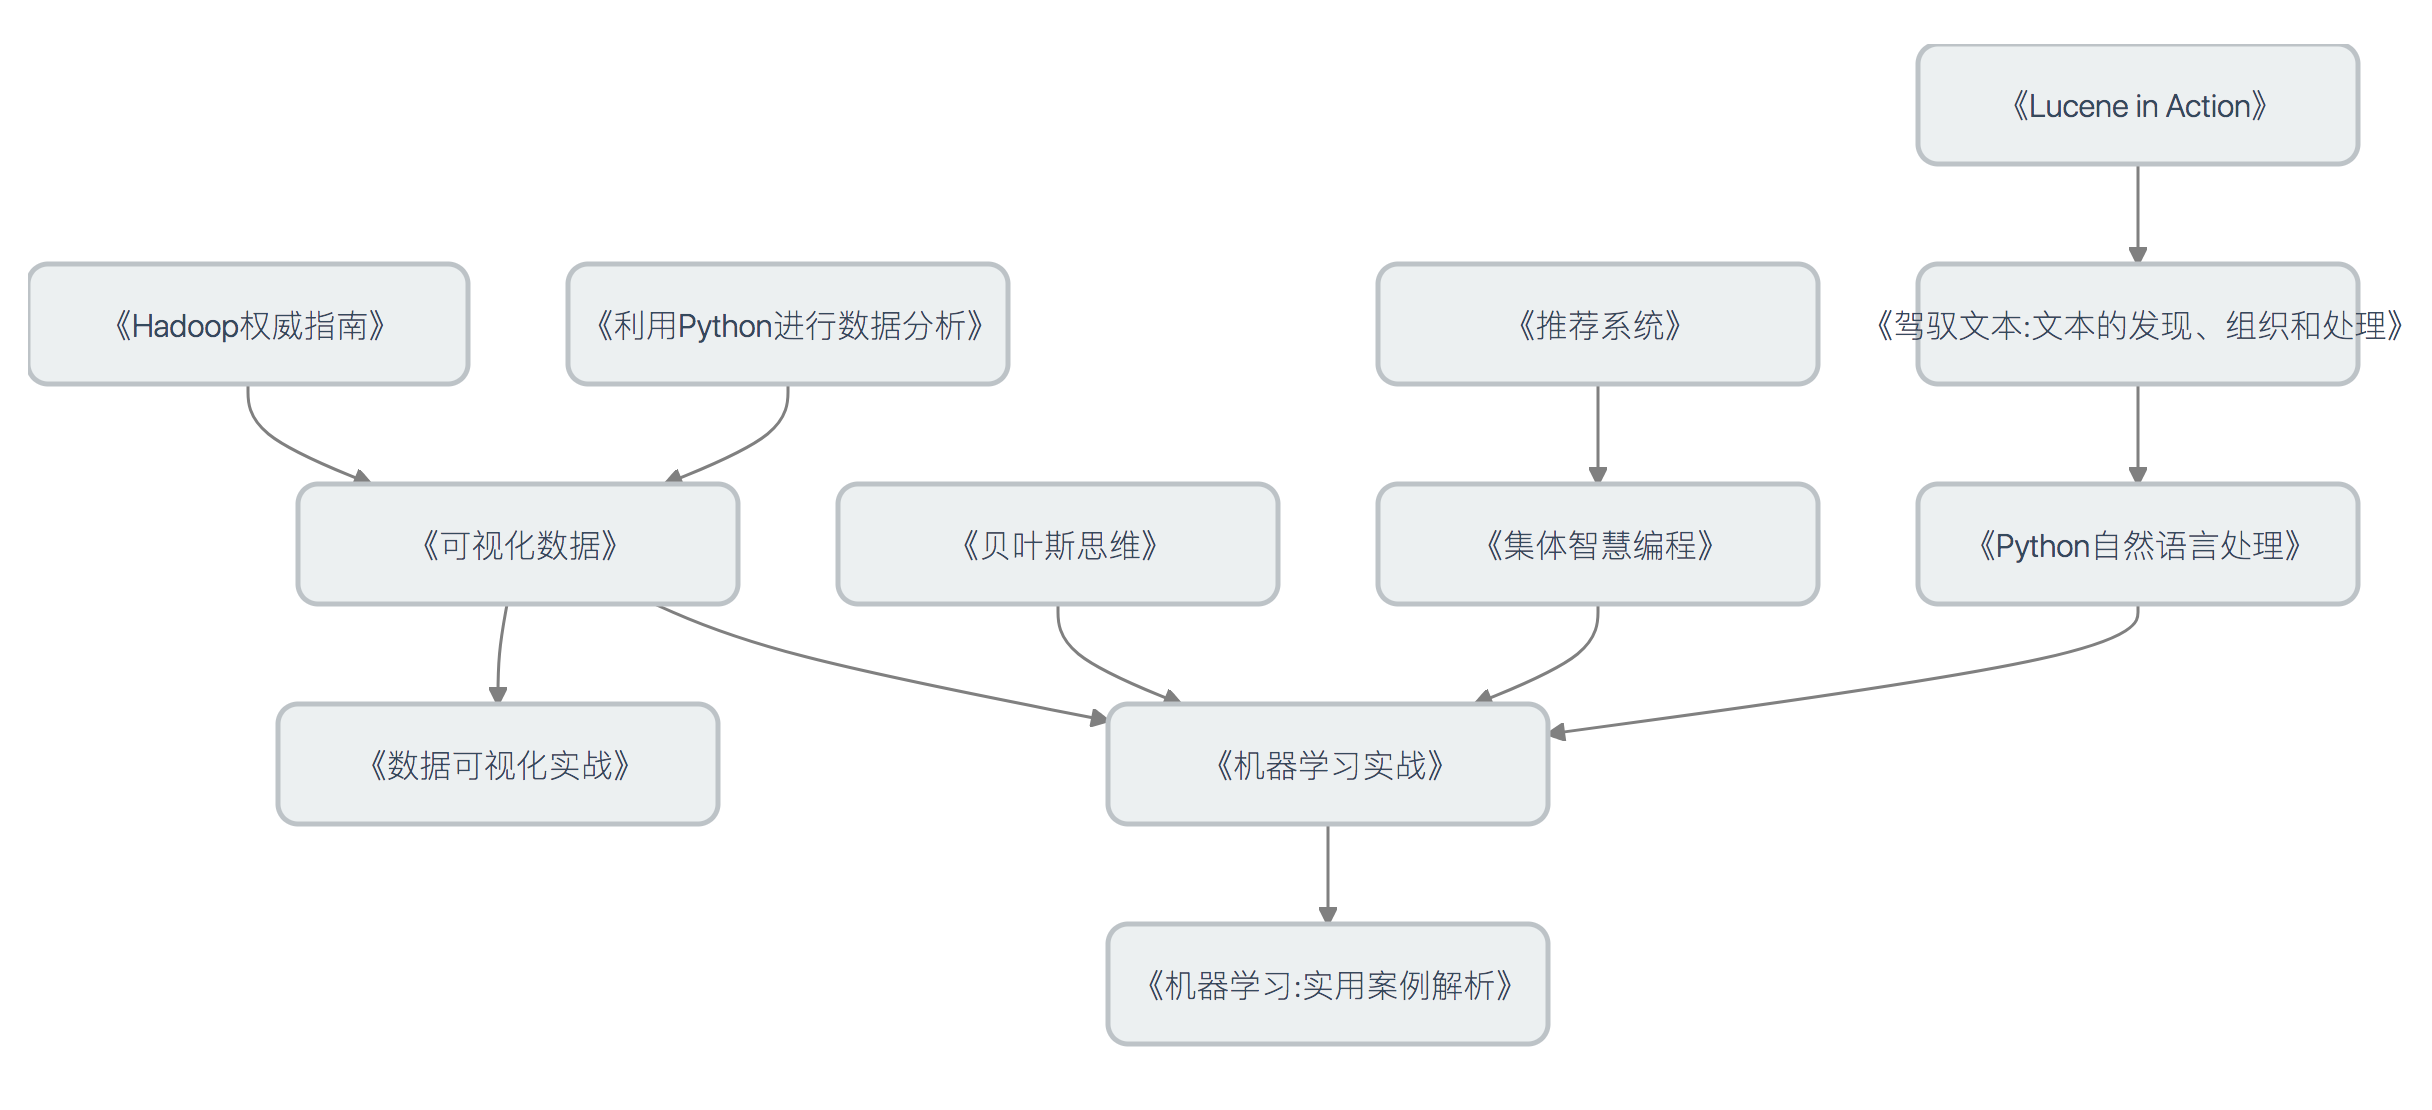 《Lucene in Action》
《Hadoop权威指南》
《利用Python进行数据分析》
《推荐系统》
《驾驭文本:文本的发现、组织和处理》
《可视化数据》
《贝叶斯思维》
《集体智慧编程》
《Python自然语言处理》
《数据可视化实战》
《机器学习实战》
《机器学习:实用案例解析》